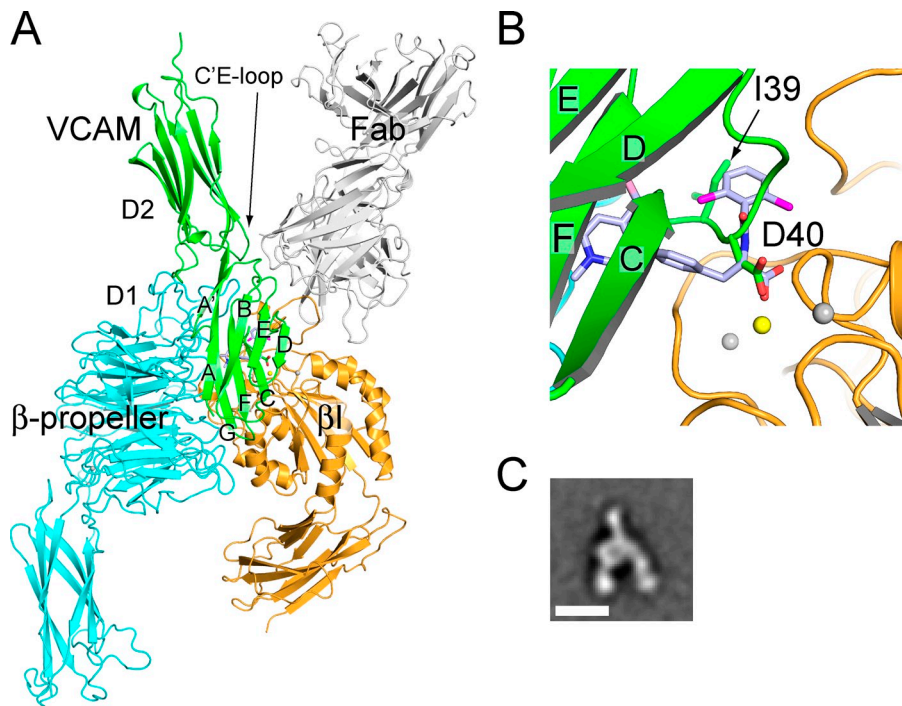 A
C'E-loop
VCAM
Fab
D2
D1
A'
B
E
D
A
β-propeller
F
C
βI
G
B
I39
E
D
D40
F
C
C